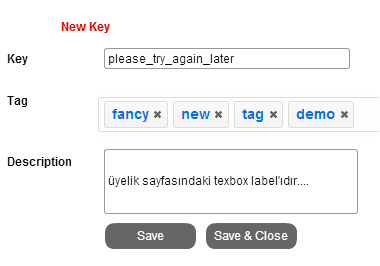 New Key
Key please_try_again_later
Tag fancy ✖ new ✖ tag ✖ demo ✖
Description üyelik sayfasındaki texbox label'ıdır....
Save Save & Close